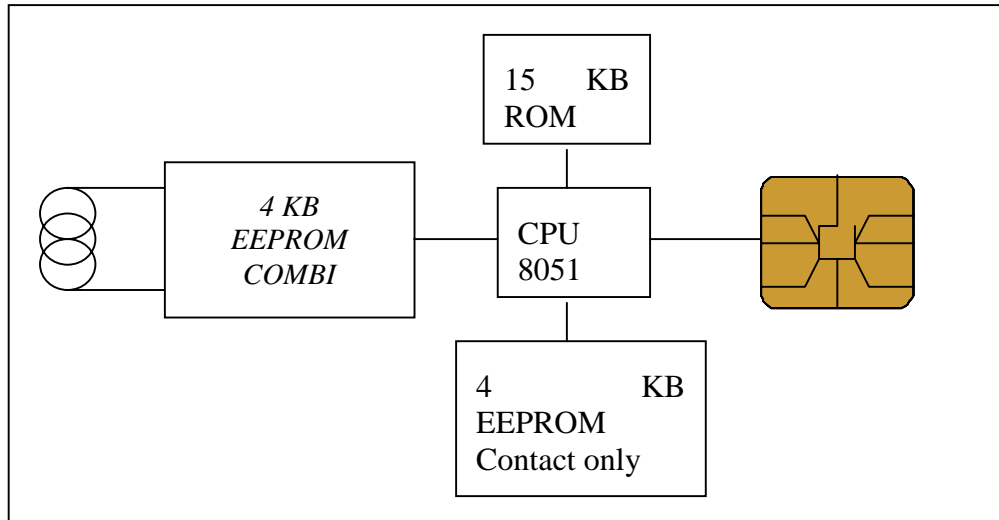 15 KB
ROM
4 KB
EEPROM
COMBI
CPU
8051
4 KB
EEPROM
Contact only